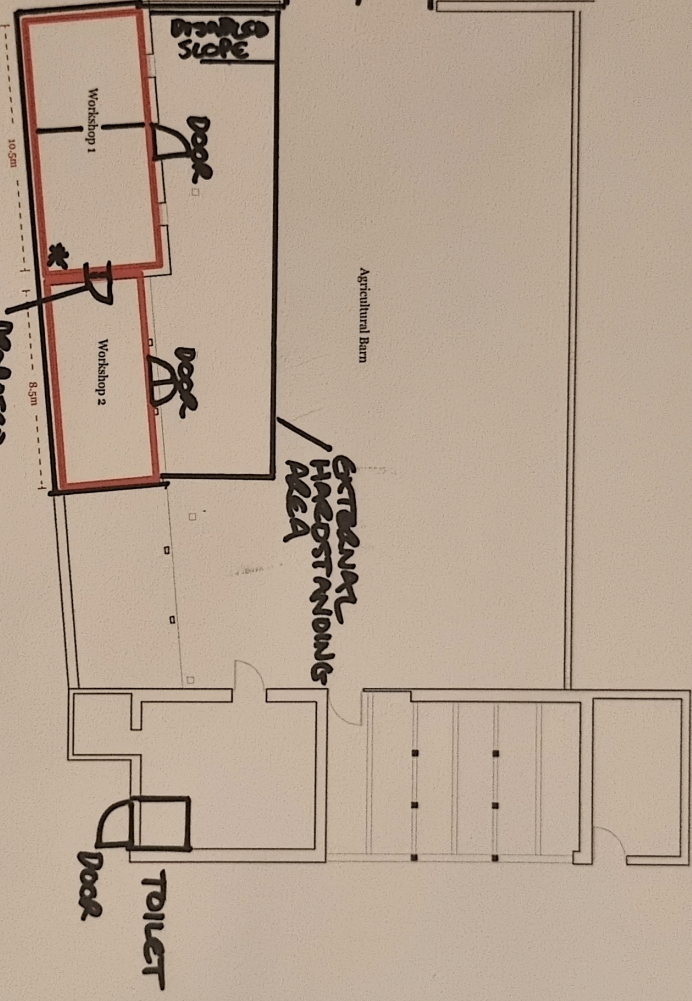 DISABLED
SLOPE
DOOR
Workshop 1
10.5m
*
Agricultural Barn
Workshop 2
8.5m
DOOR
EXTERNAL
HARDSTANDING
AREA
DOOR
TOILET